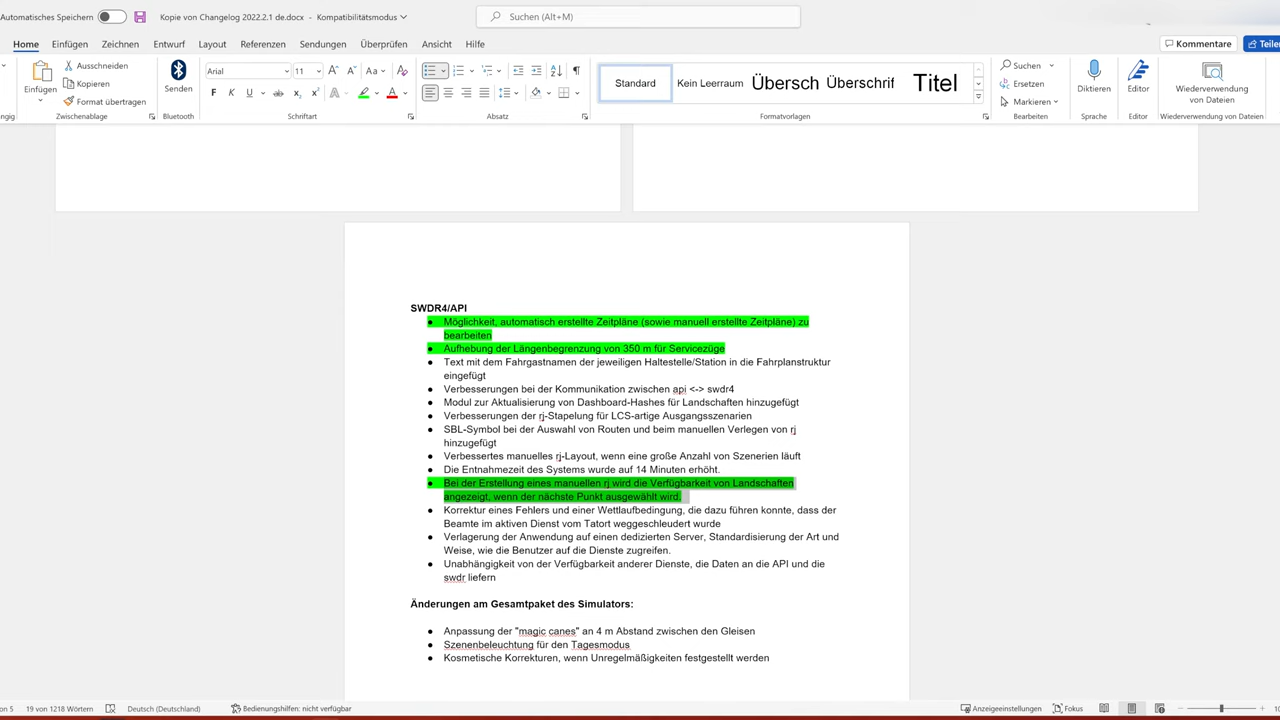 Automatisches Speichern
Kopie von Changelog 2022.2.1 de.docx - Kompatibilitätsmodus
Suchen (Alt+M)
Home Einfügen Zeichnen Entwurf Layout Referenzen Sendungen Überprüfen Ansicht Hilfe
Kommentare
Teilen
Einfügen
Ausschneiden
Kopieren
Format übertragen
Zwischenablage
Senden
Bluetooth
Arial 11
F K U
Schriftart
Absatz
Standard Kein Leerraum Übersch Überschrif Titel
Formatvorlagen
Suchen
Ersetzen
Markieren
Bearbeiten
Diktieren
Sprache
Editor
Editor
Wiederverwendung
von Dateien
Wiederverwendung von Dateien
SWDR4/API
● Möglichkeit, automatisch erstellte Zeitpläne (sowie manuell erstellte Zeitpläne) zu
bearbeiten
● Aufhebung der Längenbegrenzung von 350 m für Servicezüge
● Text mit dem Fahrgastnamen der jeweiligen Haltestelle/Station in die Fahrplanstruktur
eingefügt
● Verbesserungen bei der Kommunikation zwischen api <-> swdr4
● Modul zur Aktualisierung von Dashboard-Hashes für Landschaften hinzugefügt
● Verbesserungen der rj-Stapelung für LCS-artige Ausgangsszenarien
● SBL-Symbol bei der Auswahl von Routen und beim manuellen Verlegen von rj
hinzugefügt
● Verbessertes manuelles rj-Layout, wenn eine große Anzahl von Szenerien läuft
● Die Entnahmezeit des Systems wurde auf 14 Minuten erhöht.
● Bei der Erstellung eines manuellen rj wird die Verfügbarkeit von Landschaften
angezeigt, wenn der nächste Punkt ausgewählt wird.
● Korrektur eines Fehlers und einer Wettlaufbedingung, die dazu führen konnte, dass der
Beamte im aktiven Dienst vom Tatort weggeschleudert wurde
● Verlagerung der Anwendung auf einen dedizierten Server, Standardisierung der Art und
Weise, wie die Benutzer auf die Dienste zugreifen.
● Unabhängigkeit von der Verfügbarkeit anderer Dienste, die Daten an die API und die
swdr liefern
Änderungen am Gesamtpaket des Simulators:
● Anpassung der "magic canes" an 4 m Abstand zwischen den Gleisen
● Szenenbeleuchtung für den Tagesmodus
● Kosmetische Korrekturen, wenn Unregelmäßigkeiten festgestellt werden
on 5 19 von 1218 Wörtern Deutsch (Deutschland) Bedienungshilfen: nicht verfügbar
Anzeigeeinstellungen Fokus